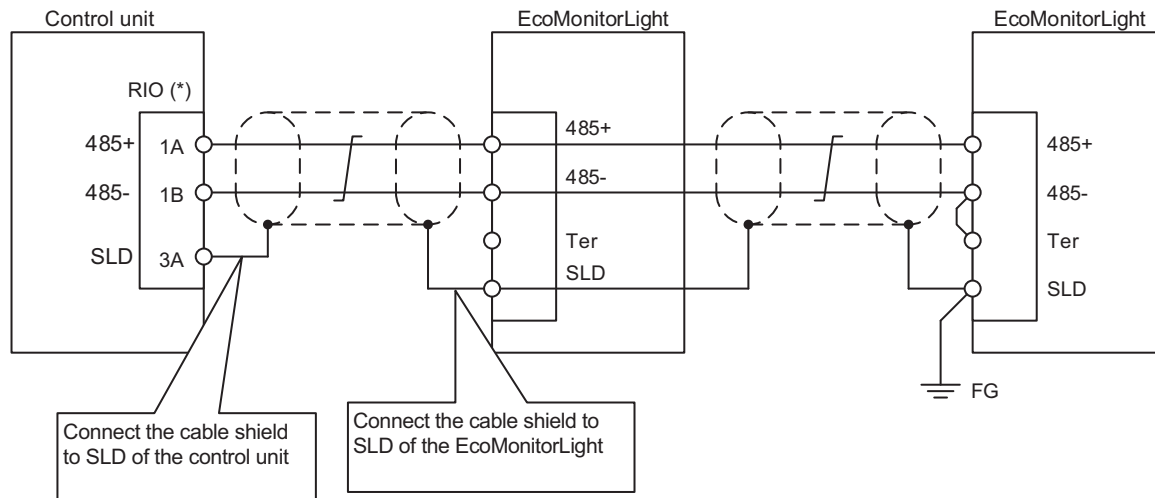 Control unit
EcoMonitorLight
EcoMonitorLight
RIO (*)
485+ 1A
485- 1B
SLD 3A
485+
485-
Ter
SLD
485+
485-
Ter
SLD
FG
Connect the cable shield
to SLD of the control unit
Connect the cable shield to
SLD of the EcoMonitorLight